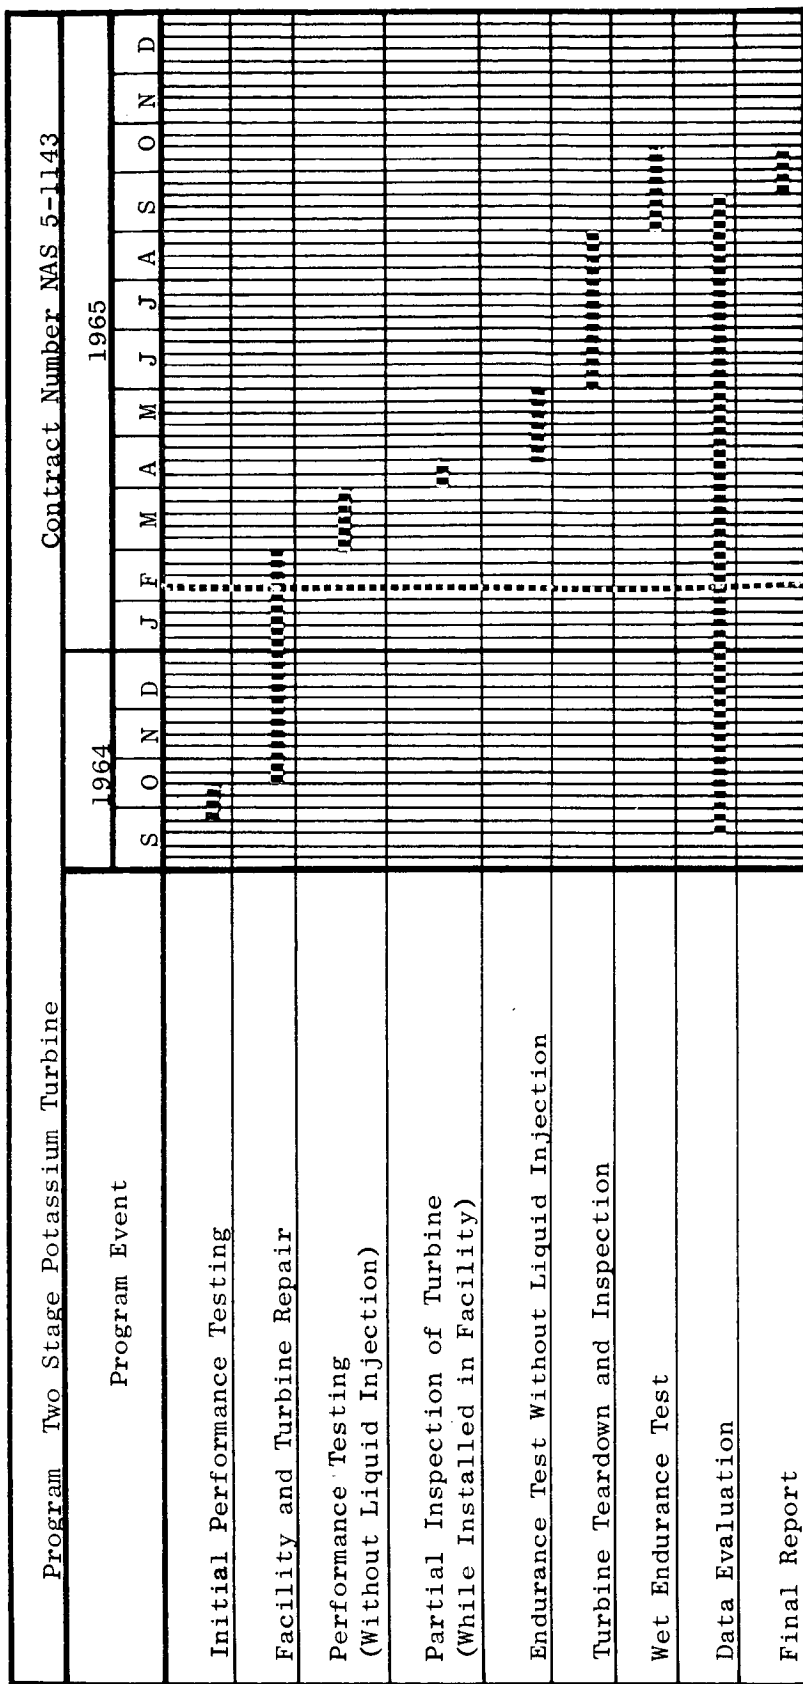 Program Two Stage Potassium Turbine
Contract Number NAS 5-1143
Program Event
1964
1965
S O N D J F M A M J J A S O N D
Initial Performance Testing
Facility and Turbine Repair
Performance Testing
(Without Liquid Injection)
Partial Inspection of Turbine
(While Installed in Facility)
Endurance Test Without Liquid Injection
Turbine Teardown and Inspection
Wet Endurance Test
Data Evaluation
Final Report